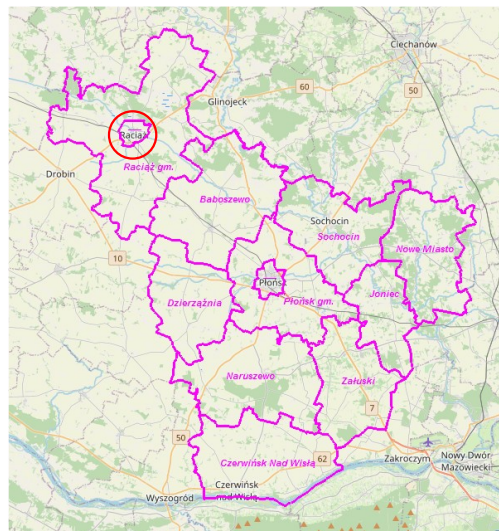 Ciechanów
60
50
Glinojeck
Raciąż
Raciąż gm.
Drobin
Baboszewo
Sochocin
Sochocin
Nowe Miasto
10
Płońsk
Płońsk gm.
Joniec
Dzierzążnia
Naruszewo
Załuski
7
50
62
Czerwińsk Nad Wisłą
Zakroczym
Nowy Dwór
Mazowiecki
Czerwińsk
nad Wisłą
Wyszogród